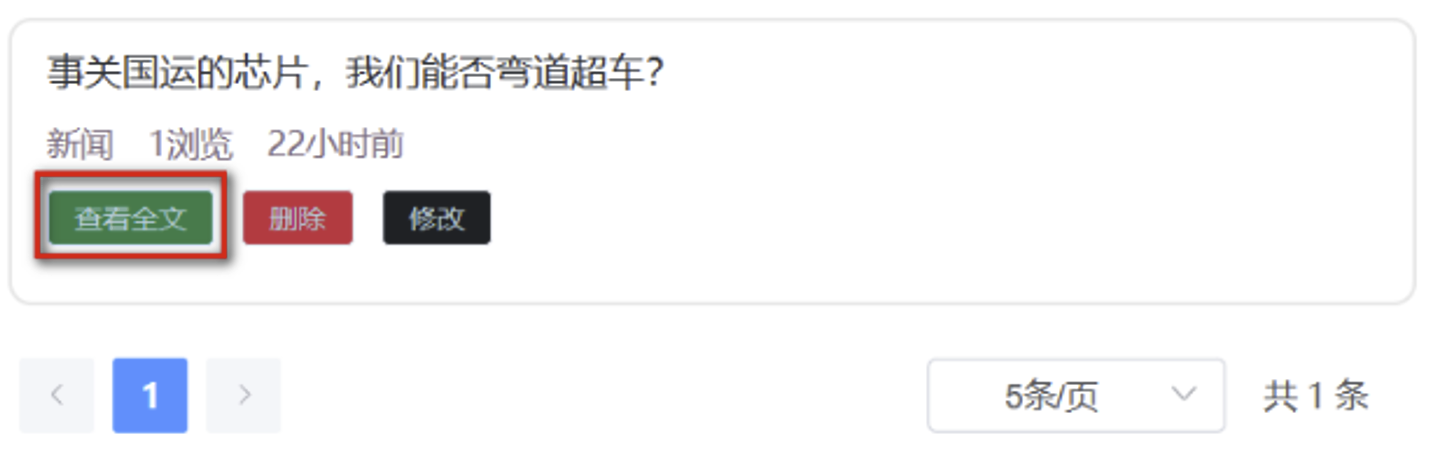 事关国运的芯片，我们能否弯道超车？
新闻 1浏览 22小时前
查看全文 删除 修改
< 1 > 5条/页 共 1 条